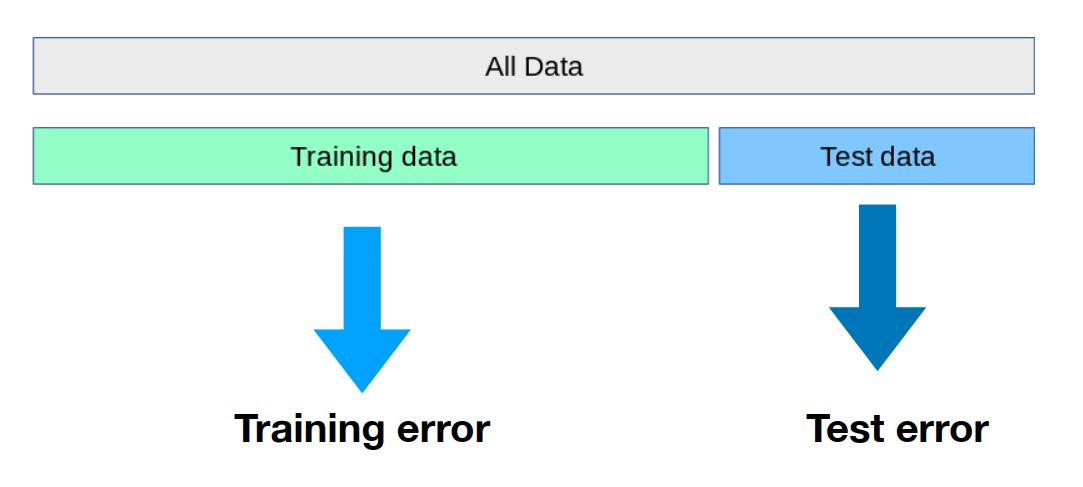 All Data
Training data
Test data
Training error
Test error